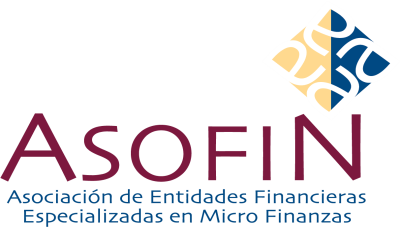 ASOFIN
Asociación de Entidades Financieras
Especializadas en Micro Finanzas